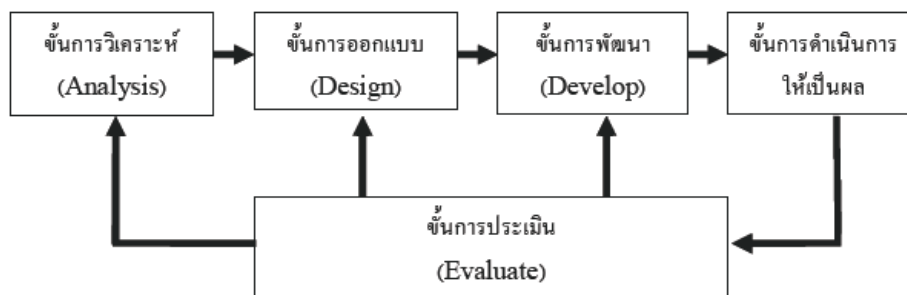 ขั้นการวิเคราะห์
(Analysis)
ขั้นการออกแบบ
(Design)
ขั้นการพัฒนา
(Develop)
ขั้นการดำเนินการ
ให้เป็นผล
ขั้นการประเมิน
(Evaluate)